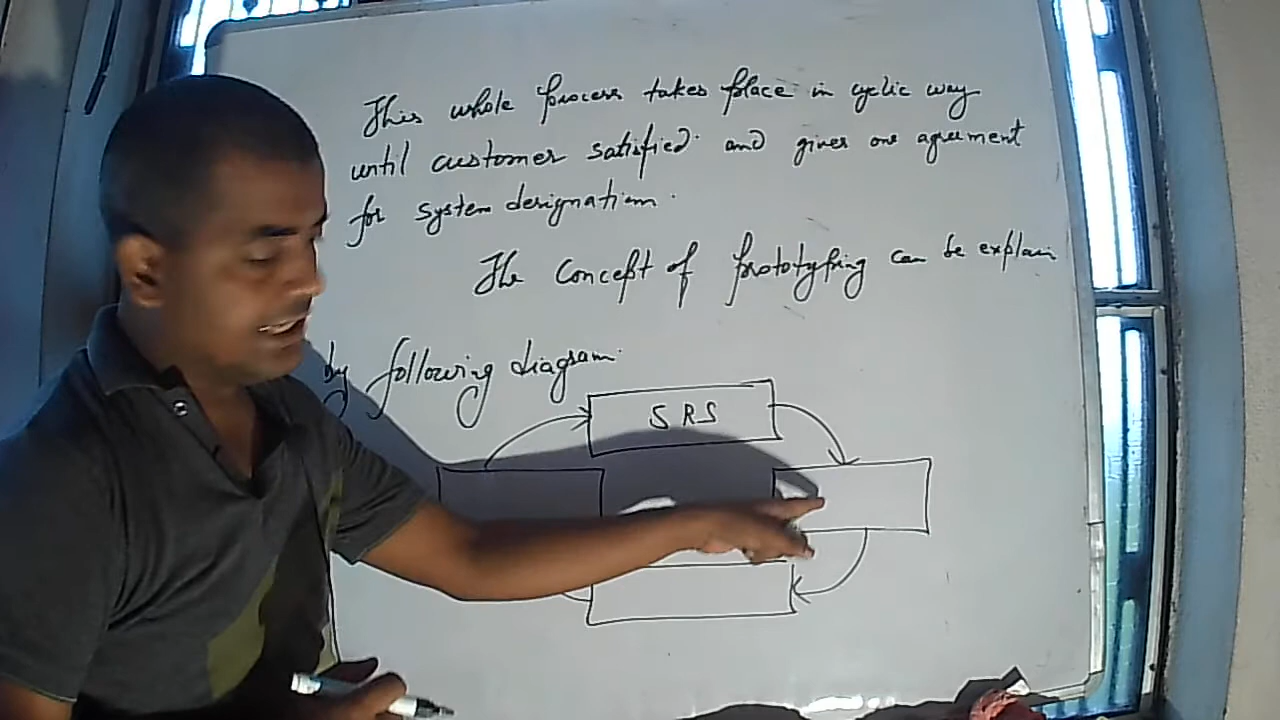 This whole process takes place in cyclic way
until customer satisfied. and gives one agreement
for system designation.
The concept of prototyping can be explain
by following diagram.
SRS